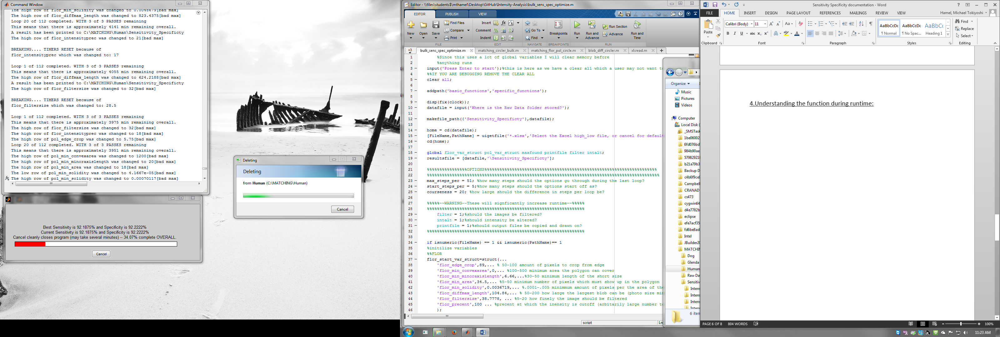 Command Window
The high row of flor_min_solidity was changed to 0.0048679[bad max]
The high row of flor_diffmax_length was changed to 823.4375[bad max]
Loop 20 of 112 completed. WITH 3 of 3 PASSES remaining
This means that there is approximately 4141 min remaining overall.
A result has been printed to C:\MATCHING\Human\Sensitivity_Specificty
The high row of flor_intensityprec was changed to 21[bad max]
BREAKING.... TIMERS RESET because of
flor_intensityprec which was changed to: 17
Loop 1 of 112 completed. WITH 3 of 3 PASSES remaining
This means that there is approximately 4055 min remaining overall.
The high row of flor_diffmax_length was changed to 624.2188[bad max]
A result has been printed to C:\MATCHING\Human\Sensitivity_Specificty
The high row of flor_filtersize was changed to 32[bad max]
BREAKING.... TIMERS RESET because of
flor_filtersize which was changed to: 28.5
Loop 1 of 112 completed. WITH 3 of 3 PASSES remaining
This means that there is approximately 3975 min remaining overall.
The high row of flor_filtersize was changed to 32[bad max]
The high row of flor_intensityprec was changed to 18[bad max]
The high row of pol_edge_crop was changed to 5.75[bad max]
Loop 20 of 112 completed. WITH 3 of 3 PASSES remaining
This means that there is approximately 3951 min remaining overall.
The high row of pol_min_convexarea was changed to 1200[bad max]
The high row of pol_min_minoraxislength was changed to 20[bad max]
The high row of pol_min_area was changed to 18[bad max]
The low row of pol_min_solidity was changed to 4.1667e-05[bad max]
The high row of pol_min_solidity was changed to 0.00070117[bad max]
fx
Best Sensitivity is 92.1875% and Specificity is 92.2222%
Current Sensitivity is 92.1875% and Specificity is 92.2222%
Cancel cleanly closes program (may take several minutes) -- 34.07% complete OVERALL.
Cancel
Deleting
Deleting
from Human (C:\MATCHING\Human)
Cancel
Editor - \\files\students$\mthamel\Desktop\GitHub\Intensity-Analysis\bulk_sens_spec_optimize.m
EDITOR PUBLISH VIEW
New Open Save Find Files Compare Print
Insert fx Comment Indent
Go To Find
Breakpoints
Run Run and Advance Run Section Advance Run and Time
FILE EDIT NAVIGATE BREAKPOINTS RUN
+3 bulk_sens_spec_optimize.m matching_circler_bulk.m matching_flor_pol_circle.m blob_diff_circler.m xlsread.m
1 %Since this uses a lot of global variables I will clear memory before
2 %anything runs
3 input('Press Enter to start');%this is here as we have a clear all which a user may not want to
4 %%IF YOU ARE DEBUGGING REMOVE THE CLEAR ALL
5 clear all;
6
7 addpath('basic_functions','specific_functions');
8
9 disp(fix(clock));
10 datafile = input('Where is the Raw Data folder stored?');
11
12 makefile_path({'Sensitivity_Specificty'},datafile);
13
14 home = cd(datafile);
15 [FileName,PathName] = uigetfile('*.xlsx','Select the Excel high_low file, or cancel for default
16 cd(home);
17
18 global flor_var_struct pol_var_struct maxfound printfile filter intalt;
19 resultsfile = [datafile,'\Sensitivity_Specificty'];
20
21 %%%%%%%%%%%%%%%%OPTIONS%%%%%%%%%%%%%%%%%%%%%%%%%%%%%%%%%%%%%%%%%%%%%%%%%%%%%%%%%%%%%%%%%%%%%%%
22 %%%%%%%%%%%%%%%%%%%%%%%%%%%%%%%%%%%%%%%%%%%%%%%%%%%%%%%%%%%%%%%%%%%%%%%%%%%%%%%%%%%%%%%%%%%%%%%
23 max_steps_per = 51; %how many steps should the options go through during the last loop?
24 start_steps_per = 5;%how many steps should the options start off as?
25 courseness = 20; %how large should the difference in steps per loop be?
26
27 %%%%%~~WARNING--These will signficantly increase runtime~~%%%%%
28 %%%%%%%%%%%%%%%%%%%%%%%%%%%%%%%%%%%%%%%%%%%%%%%%%%%%%%%%%%%%%%%
29 filter = 1;%should the images be filtered?
30 intalt = 1;%should intensity be altered?
31 printfile = 1;%should output files be copied and drawn on?
32 %%%%%%%%%%%%%%%%%%%%%%%%%%%%%%%%%%%%%%%%%%%%%%%%%%%%%%%%%%%%%%%
33
34 if isnumeric(FileName) == 1 && isnumeric(PathName)== 1
35 %initilize variables
36 %%FLOR
37 flor_start_var_struct=struct(...
38 'flor_edge_crop',89,... % 50-100 amount of pixels to crop from edge
39 'flor_min_convexarea',0,... %100-500 minimum area the polygon can cover
40 'flor_min_minoraxislength',6.66,...%30-50 minimum length of the short size
41 'flor_min_area',34.5,... %5-50 minimum number of pixels which must show up in the polygon
42 'flor_min_solidity',0.0036719,... %.0001-.005 minimmum amount of pixels per the area of the
43 'flor_diffmax_length',104.84,... % 50-200 how large the largest blob can be (photo size min
44 'flor_filtersize',38.7778, ... %5-20 how finely the image should be filtered
45 'flor_precent',100 ... %precent at which the inensity is cutoff (arbitarily large number to
46 );
script Ln
Organize
Music
Pictures
Videos
Computer
Local Disk (
_SMSTask
1be06002
6fd076bd
984b90ae
57982921
b21a79b3
Backup D
c4b6f9ce9
Campbell
CRANAD
cs473
cygwin64
d4e7782b
eclipse
efe7acf35
fd6be8ad
Intel
JBuilder20
MATCHIN
Dog
Glenda
Human
Raw Da
Sensitiv
Intens
Intens
Intens
Intens
6 item
Sensitivity Specificity documentation - Word
FILE HOME INSERT DESIGN PAGE LAYOUT REFERENCES MAILINGS REVIEW VIEW Hamel, Michael Tokiyoshi
Paste
Calibri (Body) 11
B I U abc x₂ x²
AaBbCcDc AaBbCcDc AaBbCc
¶ Normal ¶ No Spac... Heading 1
Find
Replace
Select
Clipboard Font Paragraph Styles Editing
4.Understanding the function during runtime:
PAGE 6 OF 8 804 WORDS 100%
11:23 AM